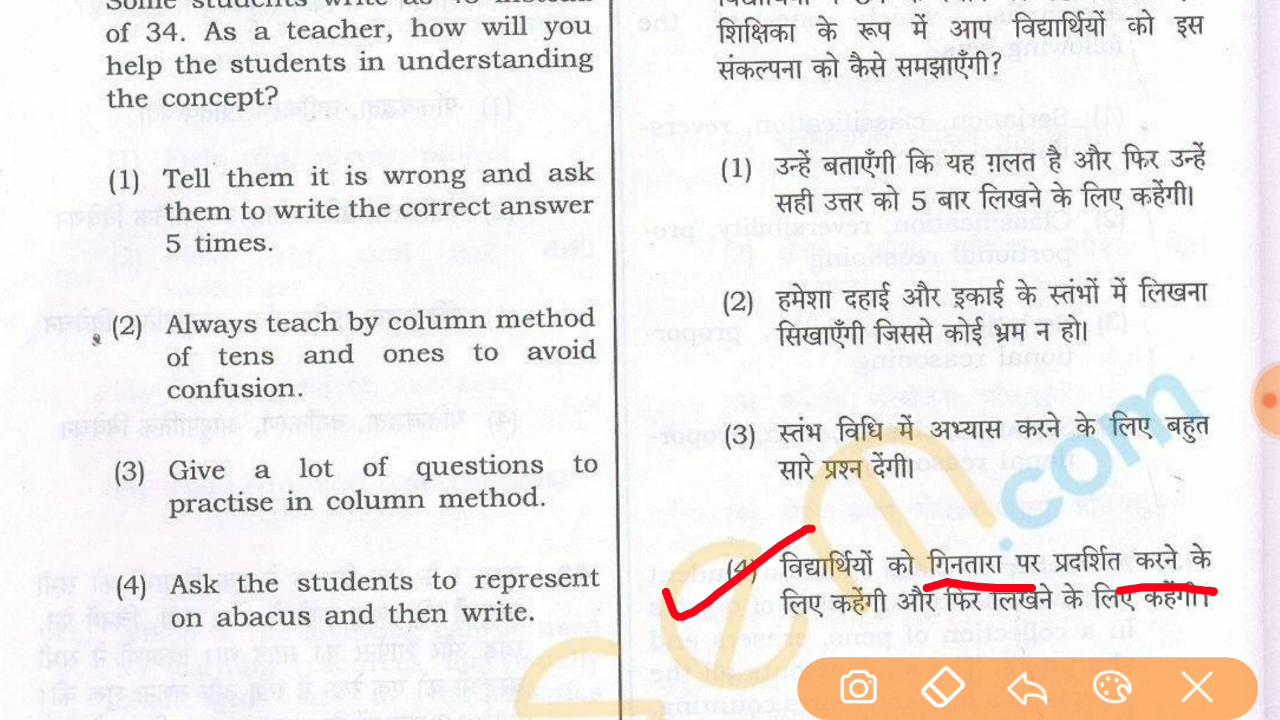 of 34. As a teacher, how will you
help the students in understanding
the concept?
(1) Tell them it is wrong and ask
them to write the correct answer
5 times.
(2) Always teach by column method
of tens and ones to avoid
confusion.
(3) Give a lot of questions to
practise in column method.
(4) Ask the students to represent
on abacus and then write.
शिक्षिका के रूप में आप विद्यार्थियों को इस
संकल्पना को कैसे समझाएँगी?
(1) उन्हें बताएँगी कि यह ग़लत है और फिर उन्हें
सही उत्तर को 5 बार लिखने के लिए कहेंगी।
(2) हमेशा दहाई और इकाई के स्तंभों में लिखना
सिखाएँगी जिससे कोई भ्रम न हो।
(3) स्तंभ विधि में अभ्यास करने के लिए बहुत
सारे प्रश्न देंगी।
(4) विद्यार्थियों को गिनतारा पर प्रदर्शित करने के
लिए कहेंगी और फिर लिखने के लिए कहेंगी।
.com